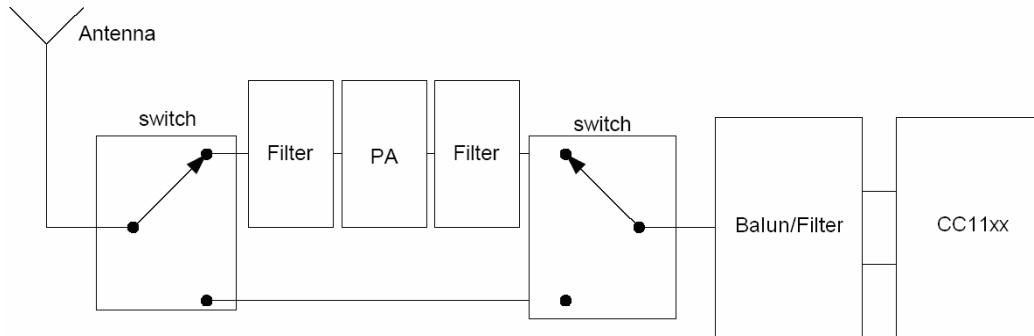 Antenna
switch
Filter
PA
Filter
switch
Balun/Filter
CC11xx